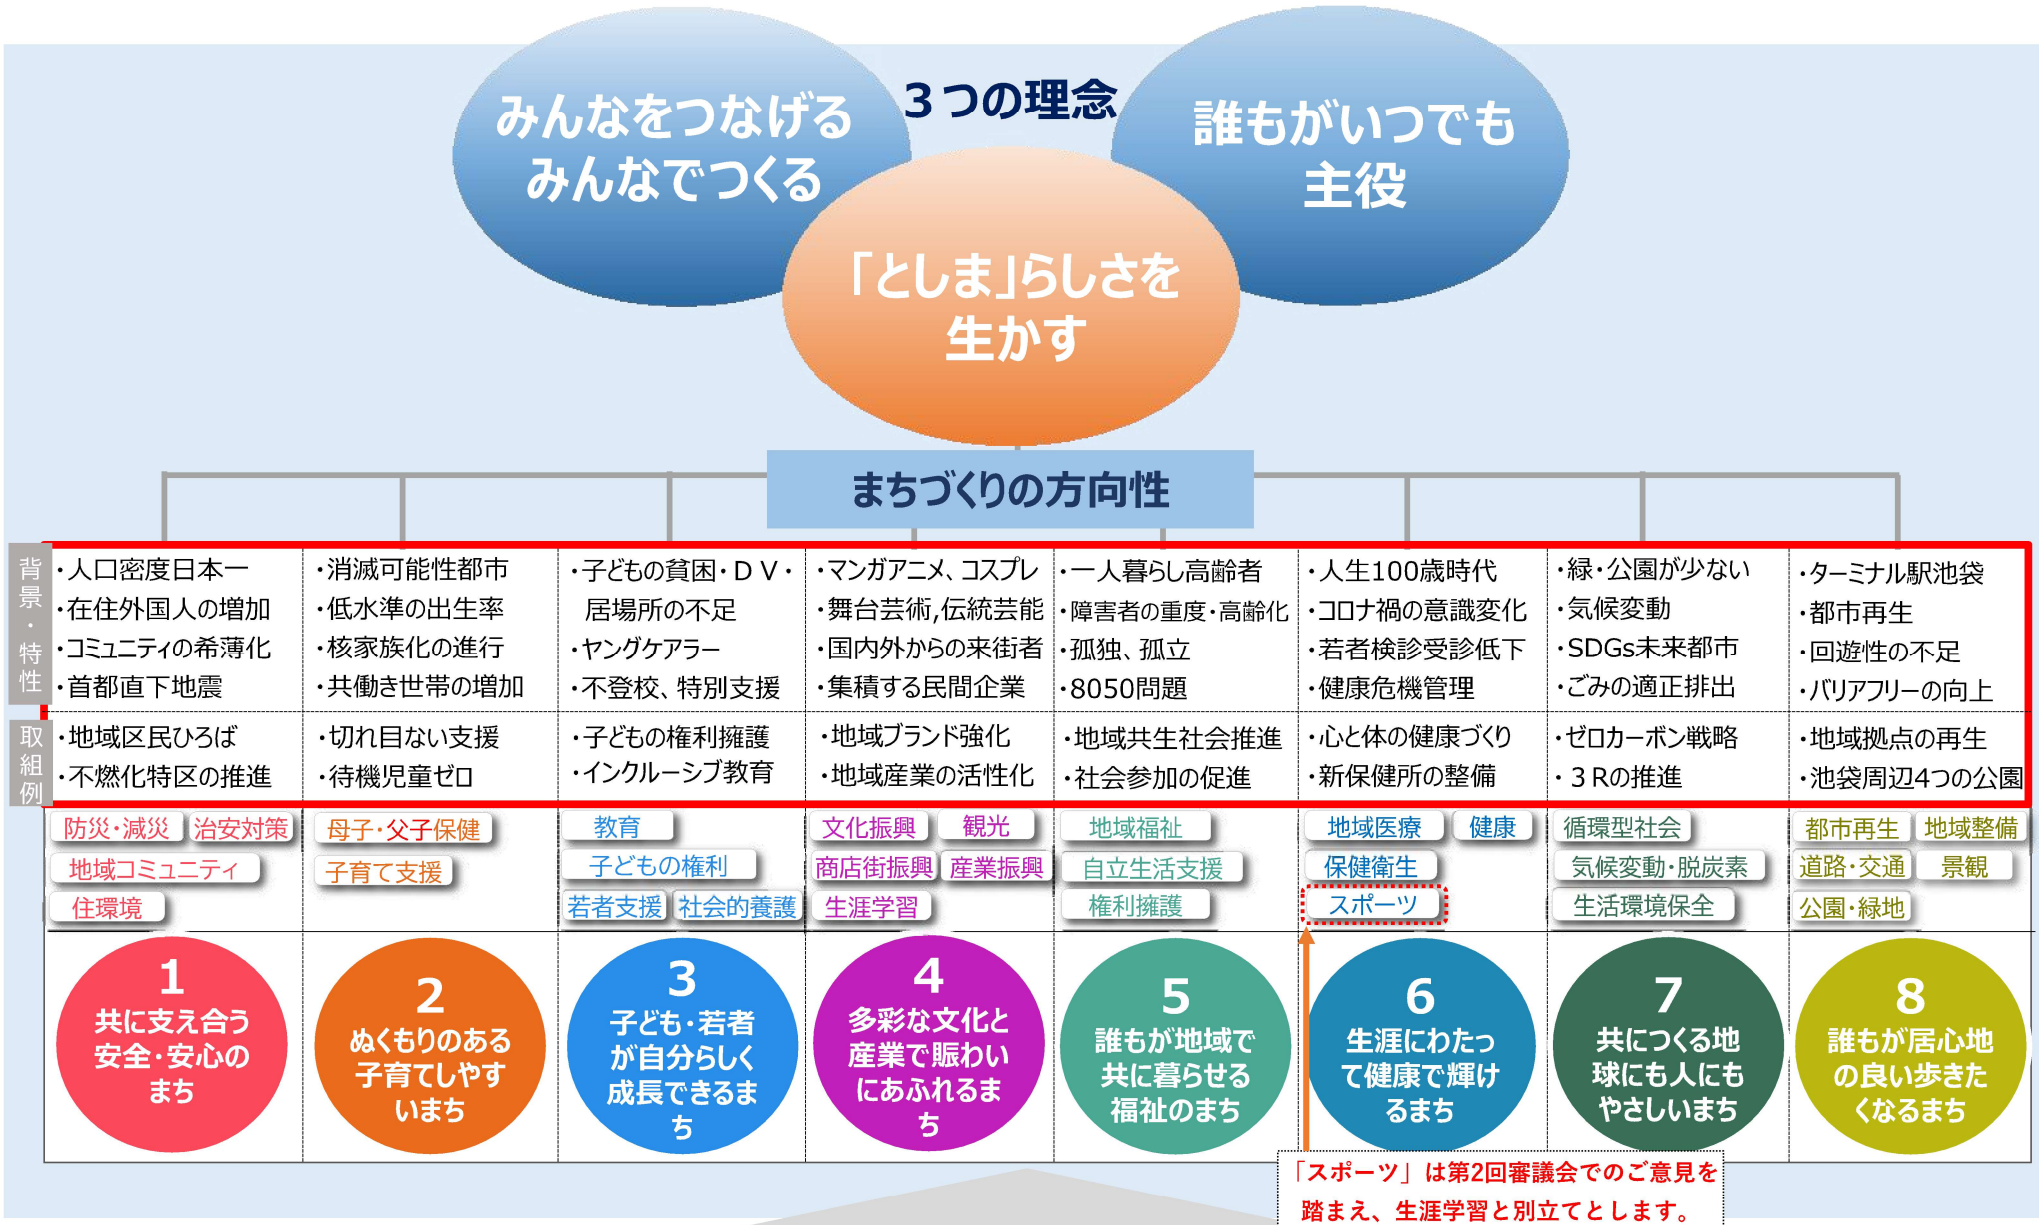 ３つの理念
みんなをつなげる
みんなでつくる
誰もがいつでも
主役
「としま」らしさを
生かす
まちづくりの方向性
背景・特性
・人口密度日本一
・在住外国人の増加
・コミュニティの希薄化
・首都直下地震
・消滅可能性都市
・低水準の出生率
・核家族化の進行
・共働き世帯の増加
・子どもの貧困・ＤＶ・
居場所の不足
・ヤングケアラー
・不登校、特別支援
・マンガアニメ、コスプレ
・舞台芸術,伝統芸能
・国内外からの来街者
・集積する民間企業
・一人暮らし高齢者
・障害者の重度・高齢化
・孤独、孤立
・8050問題
・人生100歳時代
・コロナ禍の意識変化
・若者検診受診低下
・健康危機管理
・緑・公園が少ない
・気候変動
・SDGs未来都市
・ごみの適正排出
・ターミナル駅池袋
・都市再生
・回遊性の不足
・バリアフリーの向上
取組例
・地域区民ひろば
・不燃化特区の推進
・切れ目ない支援
・待機児童ゼロ
・子どもの権利擁護
・インクルーシブ教育
・地域ブランド強化
・地域産業の活性化
・地域共生社会推進
・社会参加の促進
・心と体の健康づくり
・新保健所の整備
・ゼロカーボン戦略
・３Rの推進
・地域拠点の再生
・池袋周辺4つの公園
防災・減災 治安対策
地域コミュニティ
住環境
母子・父子保健
子育て支援
教育
子どもの権利
若者支援 社会的養護
文化振興 観光
商店街振興 産業振興
生涯学習
地域福祉
自立生活支援
権利擁護
地域医療 健康
保健衛生
スポーツ
循環型社会
気候変動・脱炭素
生活環境保全
都市再生 地域整備
道路・交通 景観
公園・緑地
1
共に支え合う
安全・安心の
まち
2
ぬくもりのある
子育てしやす
いまち
3
子ども・若者
が自分らしく
成長できるま
ち
4
多彩な文化と
産業で賑わい
にあふれるま
ち
5
誰もが地域で
共に暮らせる
福祉のまち
6
生涯にわたっ
て健康で輝け
るまち
7
共につくる地
球にも人にも
やさしいまち
8
誰もが居心地
の良い歩きた
くなるまち
「スポーツ」は第2回審議会でのご意見を
踏まえ、生涯学習と別立てとします。